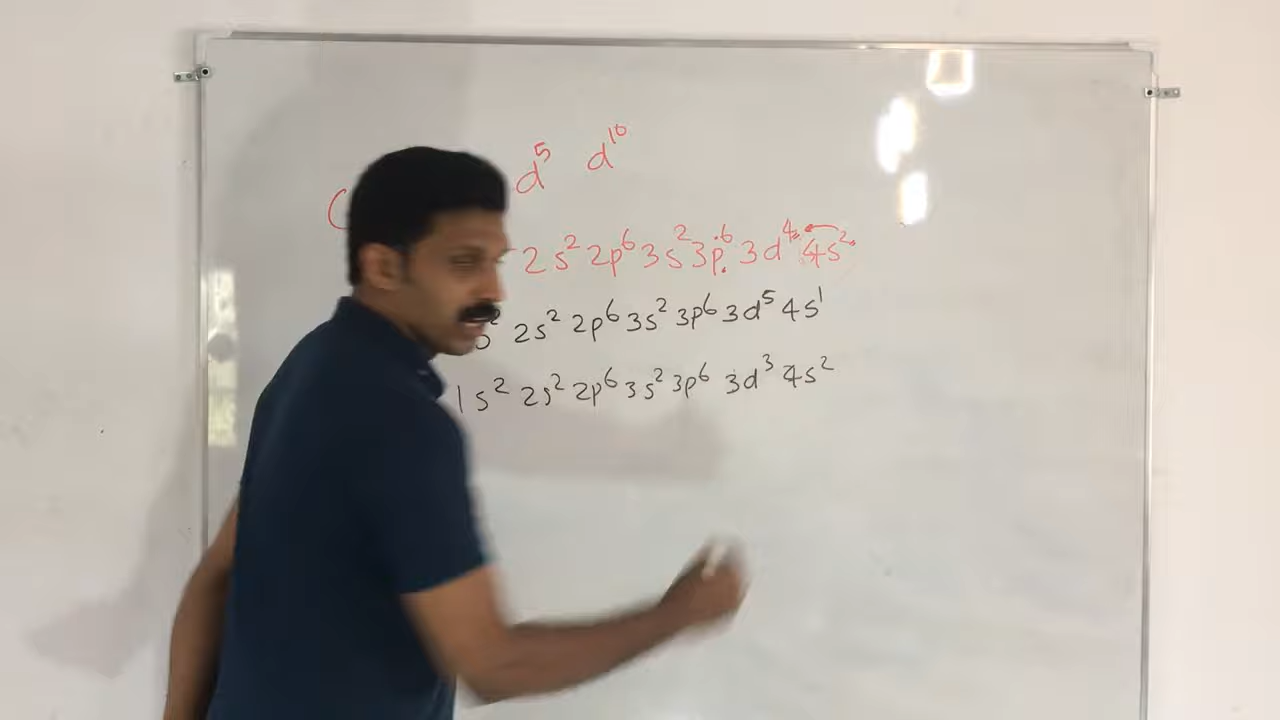 d⁵ d¹⁰
2s² 2p⁶ 3s² 3p⁶ 3d⁴ 4s²
2s² 2p⁶ 3s² 3p⁶ 3d⁵ 4s¹
1s² 2s² 2p⁶ 3s² 3p⁶ 3d³ 4s²